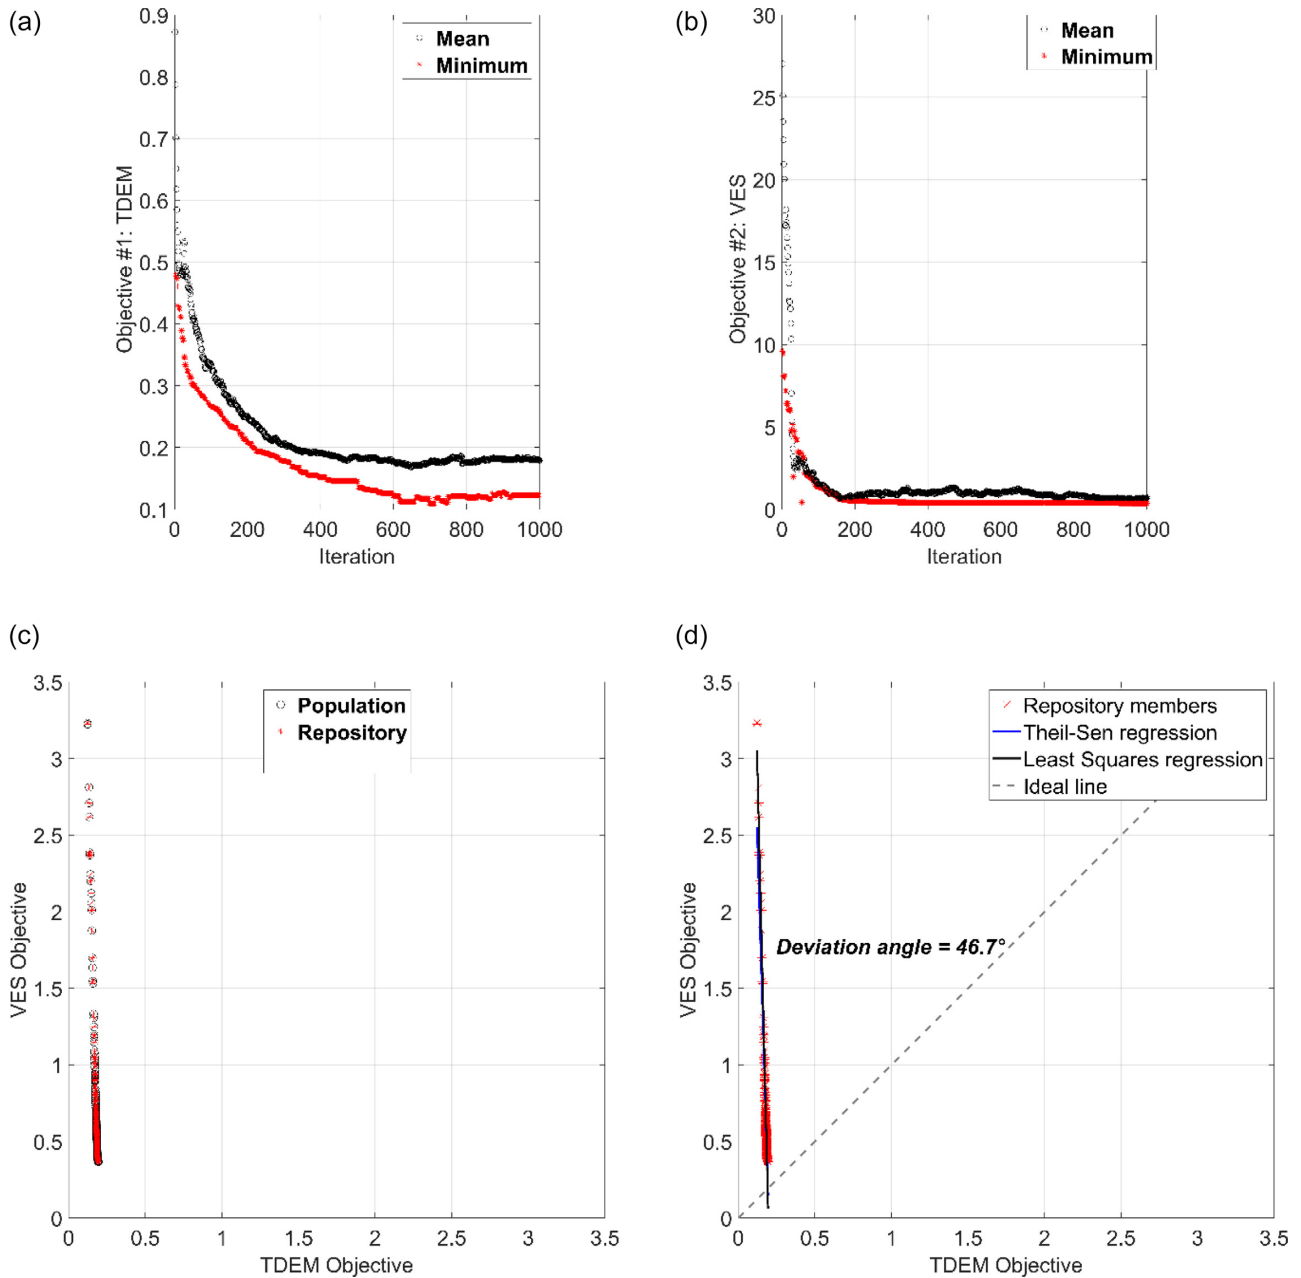 (a)
0.9
0.8
0.7
0.6
0.5
0.4
0.3
0.2
0.1
Objective #1: TDEM
Mean
Minimum
0 200 400 600 800 1000
Iteration
(b)
30
25
20
15
10
5
0
Objective #2: VES
Mean
Minimum
0 200 400 600 800 1000
Iteration
(c)
3.5
3
2.5
2
1.5
1
0.5
0
VES Objective
Population
Repository
0 0.5 1 1.5 2 2.5 3 3.5
TDEM Objective
(d)
3.5
3
2.5
2
1.5
1
0.5
0
VES Objective
Repository members
Theil-Sen regression
Least Squares regression
Ideal line
Deviation angle = 46.7°
0 0.5 1 1.5 2 2.5 3 3.5
TDEM Objective